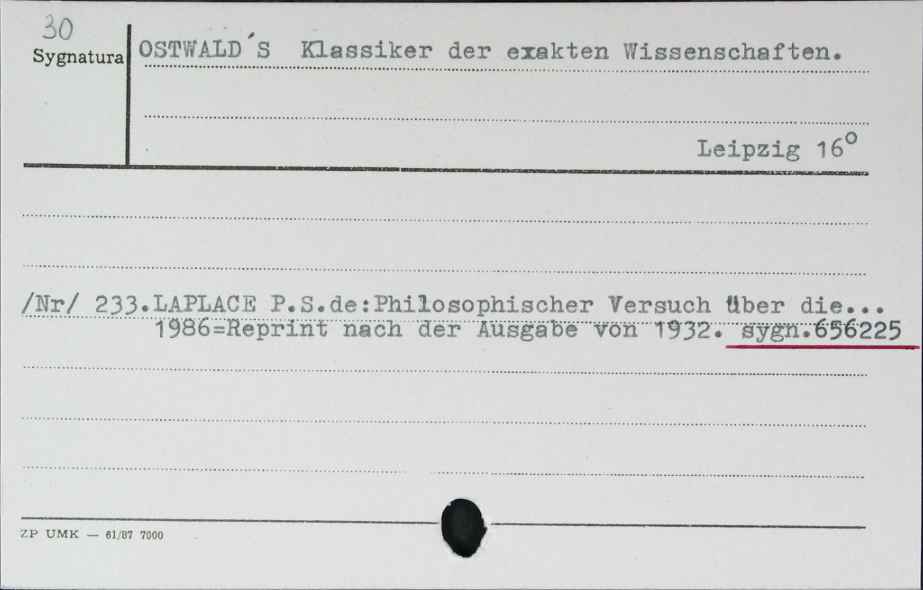 30
Sygnatura
OSTWALD´S Klassiker der exakten Wissenschaften.
Leipzig 16°
/Nr/ 233.LAPLACE P.S.de:Philosophischer Versuch über die...
1986=Reprint nach der Ausgabe von 1932. sygn.656225
ZP UMK — 61/87 7000